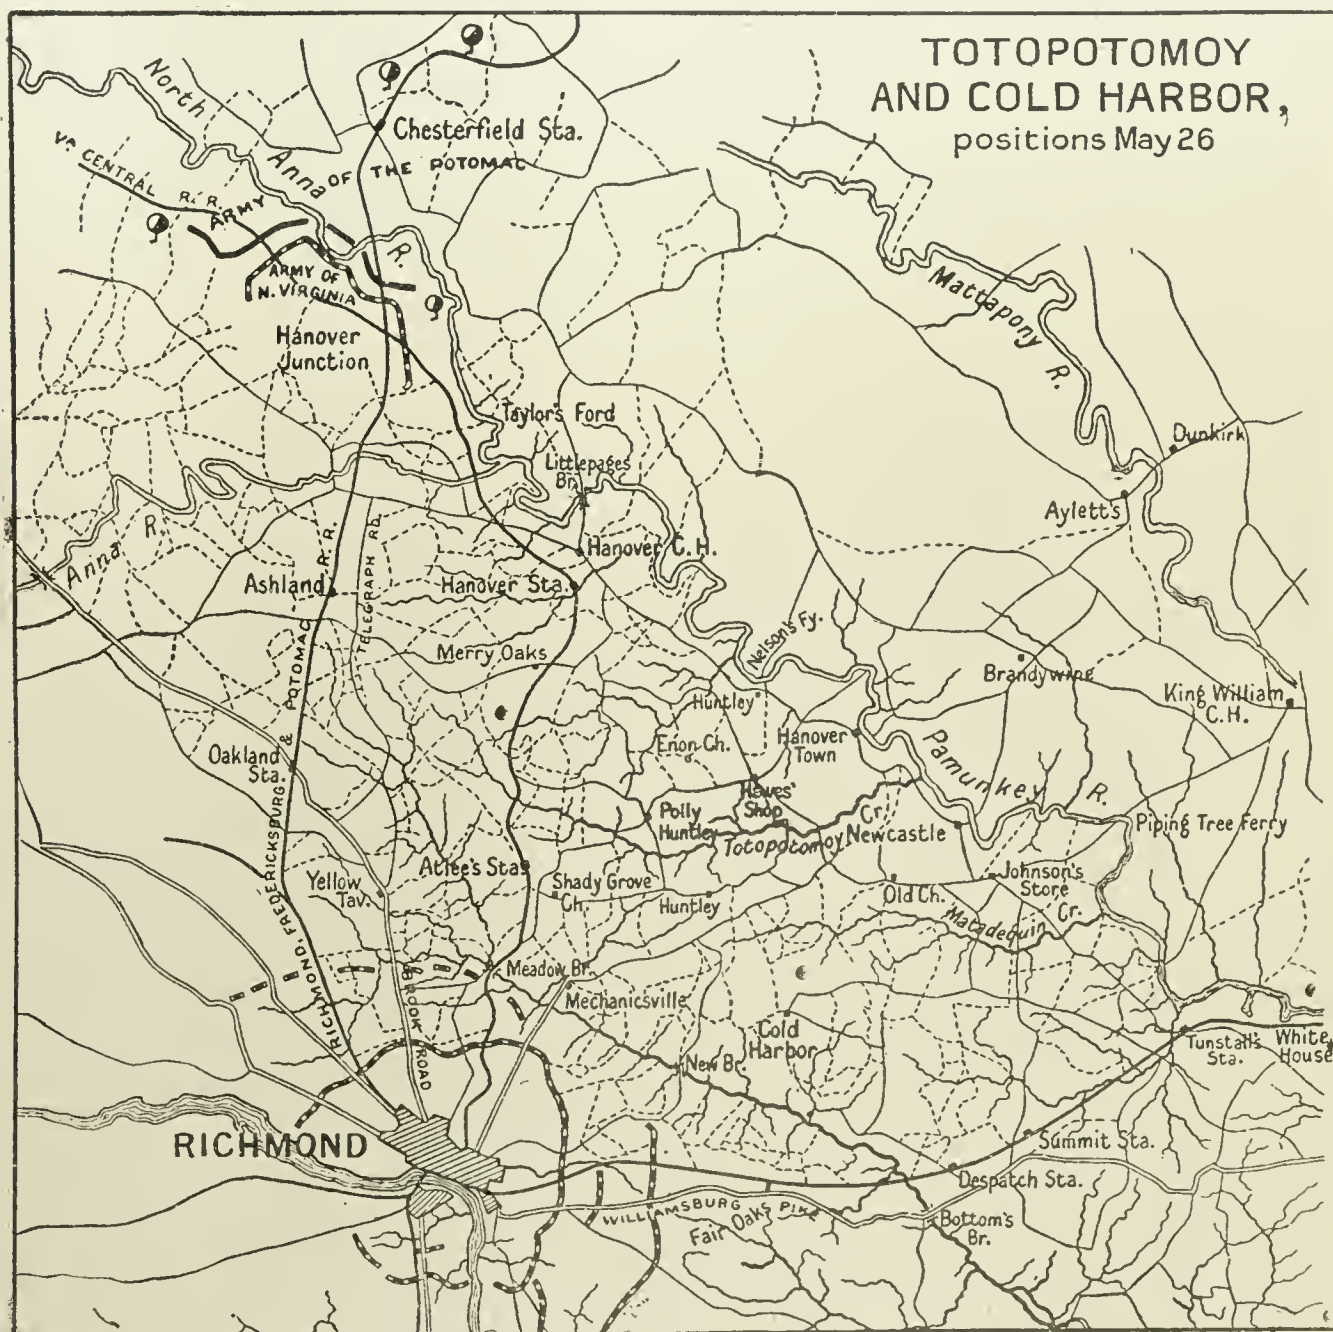 TOTOPOTOMOY
AND COLD HARBOR,
positions May 26
North
Anna
R.
Chesterfield Sta.
Vᴬ CENTRAL R. R.
ARMY OF THE POTOMAC
ARMY OF
N. VIRGINIA
Hanover
Junction
Mattapony
R.
Taylor's Ford
Littlepages
Br.
Dunkirk
Aylett's
Anna R.
Hanover C.H.
Ashland
Hanover Sta.
TELEGRAPH RD.
Merry Oaks
Nelson's Fy.
Brandywine
King William
C.H.
Huntley
Enon Ch.
Hanover
Town
Pamunkey R.
Oakland
Sta.
Hawes'
Shop
Polly
Huntley
Totopotomoy Cr.
Newcastle
Piping Tree Ferry
RICHMOND, FREDERICKSBURG & POTOMAC R. R.
Atlee's Sta.
Yellow
Tav.
Shady Grove
Ch.
Huntley
Old Ch.
Johnson's
Store
Matadequin Cr.
Meadow Br.
Mechanicsville
BROOK ROAD
Cold
Harbor
New Br.
Tunstall's
Sta.
White
House
RICHMOND
Summit Sta.
Despatch Sta.
WILLIAMSBURG PIKE
Fair Oaks
Bottom's
Br.